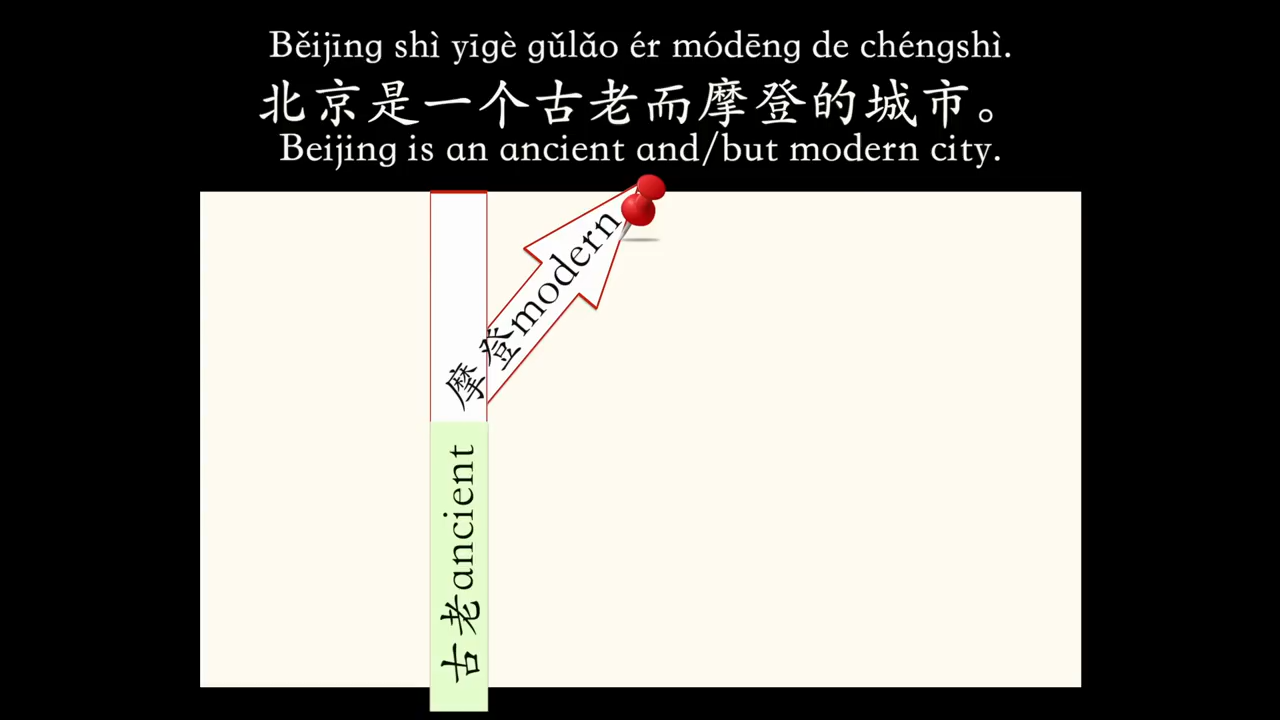 Běijīng shì yīgè gǔlǎo ér módēng de chéngshì.
北京是一个古老而摩登的城市。
Beijing is an ancient and/but modern city.
摩登modern
古老ancient